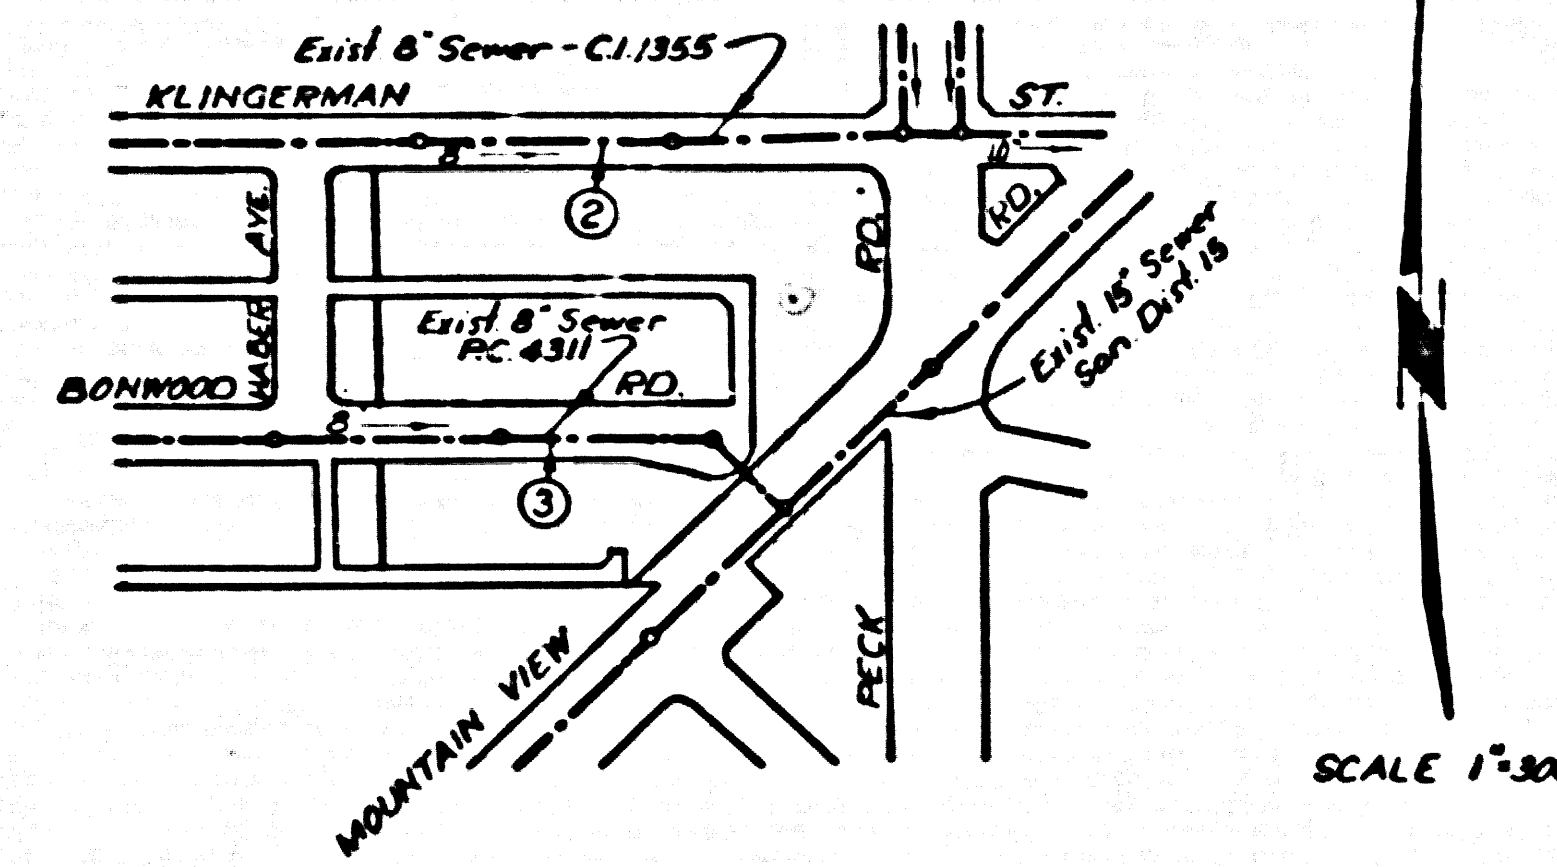 Exist. 8" Sewer - C.I. 1355
KLINGERMAN ST.
8
2
AVE.
RD.
RD.
Exist. 15" Sewer
San. Dist. 15
HABER
Exist. 8" Sewer
P.C. 4311
BONWOOD RD.
8
3
PECK
MOUNTAIN VIEW
SCALE 1"=300